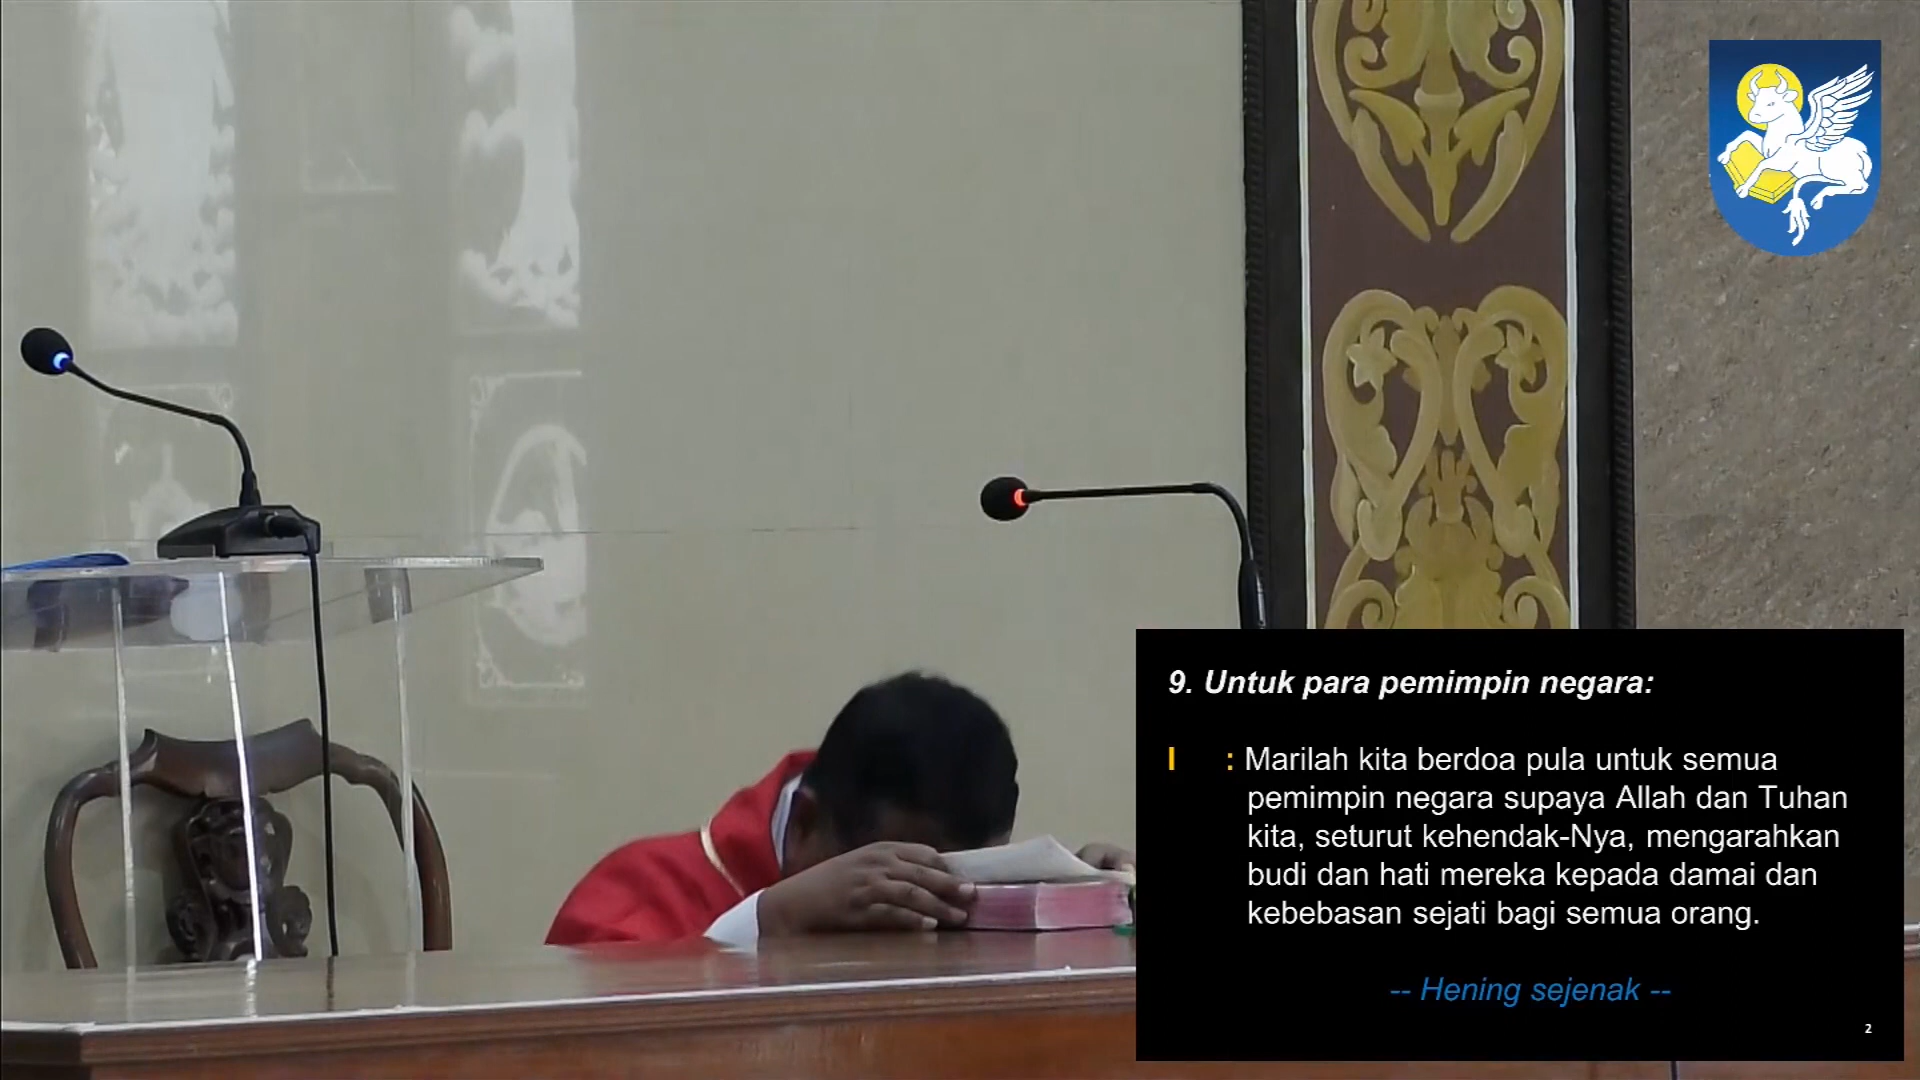 9. Untuk para pemimpin negara:
I : Marilah kita berdoa pula untuk semua
pemimpin negara supaya Allah dan Tuhan
kita, seturut kehendak-Nya, mengarahkan
budi dan hati mereka kepada damai dan
kebebasan sejati bagi semua orang.
-- Hening sejenak --
2